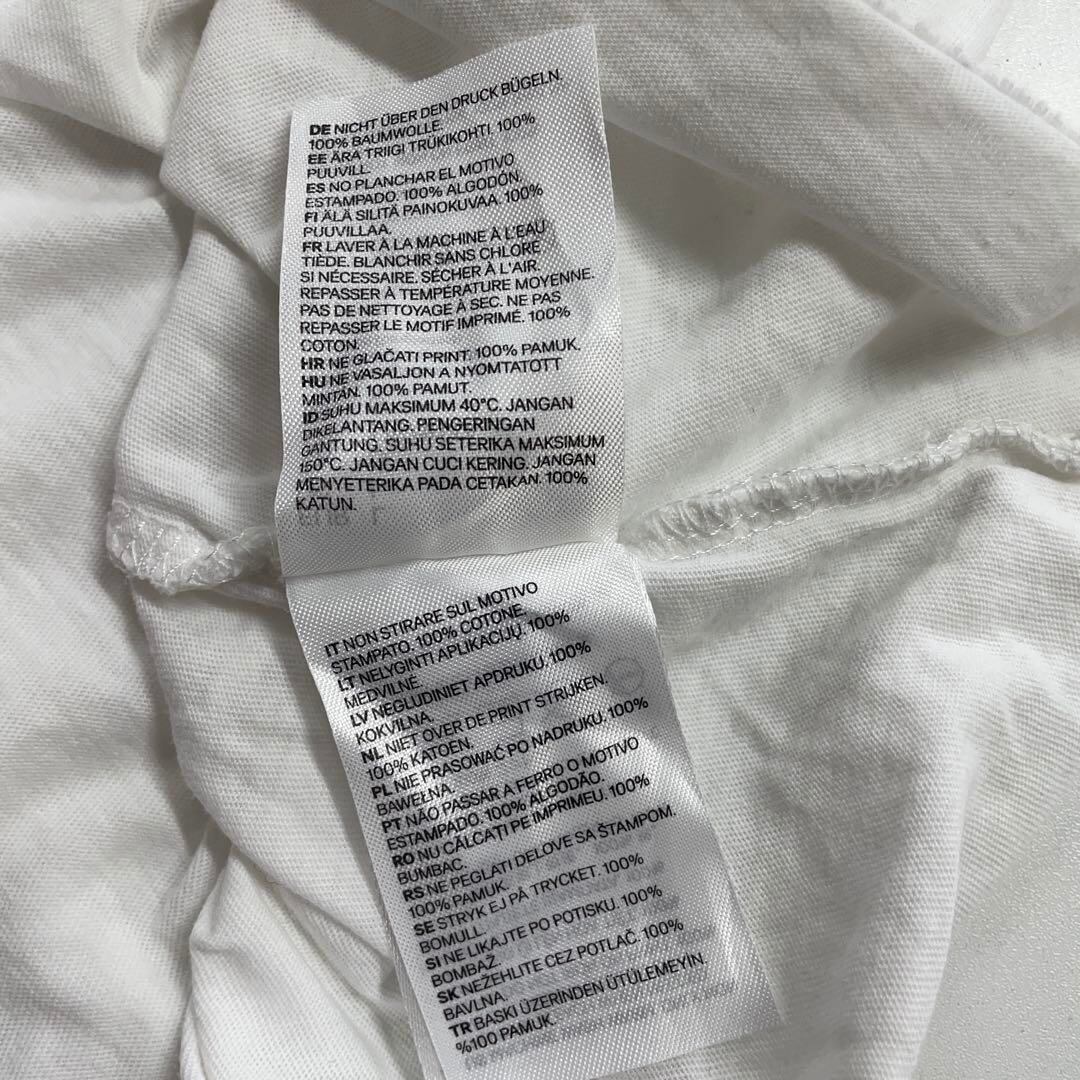 DE NICHT ÜBER DEN DRUCK BÜGELN.
100% BAUMWOLLE.
EE ÄRA TRIIGI TRÜKIKOHTI. 100%
PUUVILL.
ES NO PLANCHAR EL MOTIVO
ESTAMPADO. 100% ALGODÓN.
FI ÄLÄ SILITÄ PAINOKUVAA. 100%
PUUVILLAA.
FR LAVER À LA MACHINE À L'EAU
TIÈDE. BLANCHIR SANS CHLORE
SI NÉCESSAIRE. SÉCHER À L'AIR.
REPASSER À TEMPÉRATURE MOYENNE.
PAS DE NETTOYAGE À SEC. NE PAS
REPASSER LE MOTIF IMPRIMÉ. 100%
COTON.
HR NE GLAČATI PRINT. 100% PAMUK.
HU NE VASALJON A NYOMTATOTT
MINTÁN. 100% PAMUT.
ID SUHU MAKSIMUM 40°C. JANGAN
DIKELANTANG. PENGERINGAN
GANTUNG. SUHU SETERIKA MAKSIMUM
150°C. JANGAN CUCI KERING. JANGAN
MENYETERIKA PADA CETAKAN. 100%
KATUN.
IT NON STIRARE SUL MOTIVO
STAMPATO. 100% COTONE.
LT NELYGINTI APLIKACIJŲ. 100%
MEDVILNĖ
LV NEGLUDINIET APDRUKU. 100%
KOKVILNA.
NL NIET OVER DE PRINT STRIJKEN.
100% KATOEN.
PL NIE PRASOWAĆ PO NADRUKU. 100%
BAWEŁNA.
PT NÃO PASSAR A FERRO O MOTIVO
ESTAMPADO. 100% ALGODÃO.
RO NU CĂLCAȚI PE IMPRIMEU. 100%
BUMBAC.
RS NE PEGLATI DELOVE SA ŠTAMPOM.
100% PAMUK.
SE STRYK EJ PÅ TRYCKET. 100%
BOMULL.
SI NE LIKAJTE PO POTISKU. 100%
BOMBAŽ.
SK NEŽEHLITE CEZ POTLAČ. 100%
BAVLNA.
TR BASKI ÜZERİNDEN ÜTÜLEMEYİN.
%100 PAMUK.